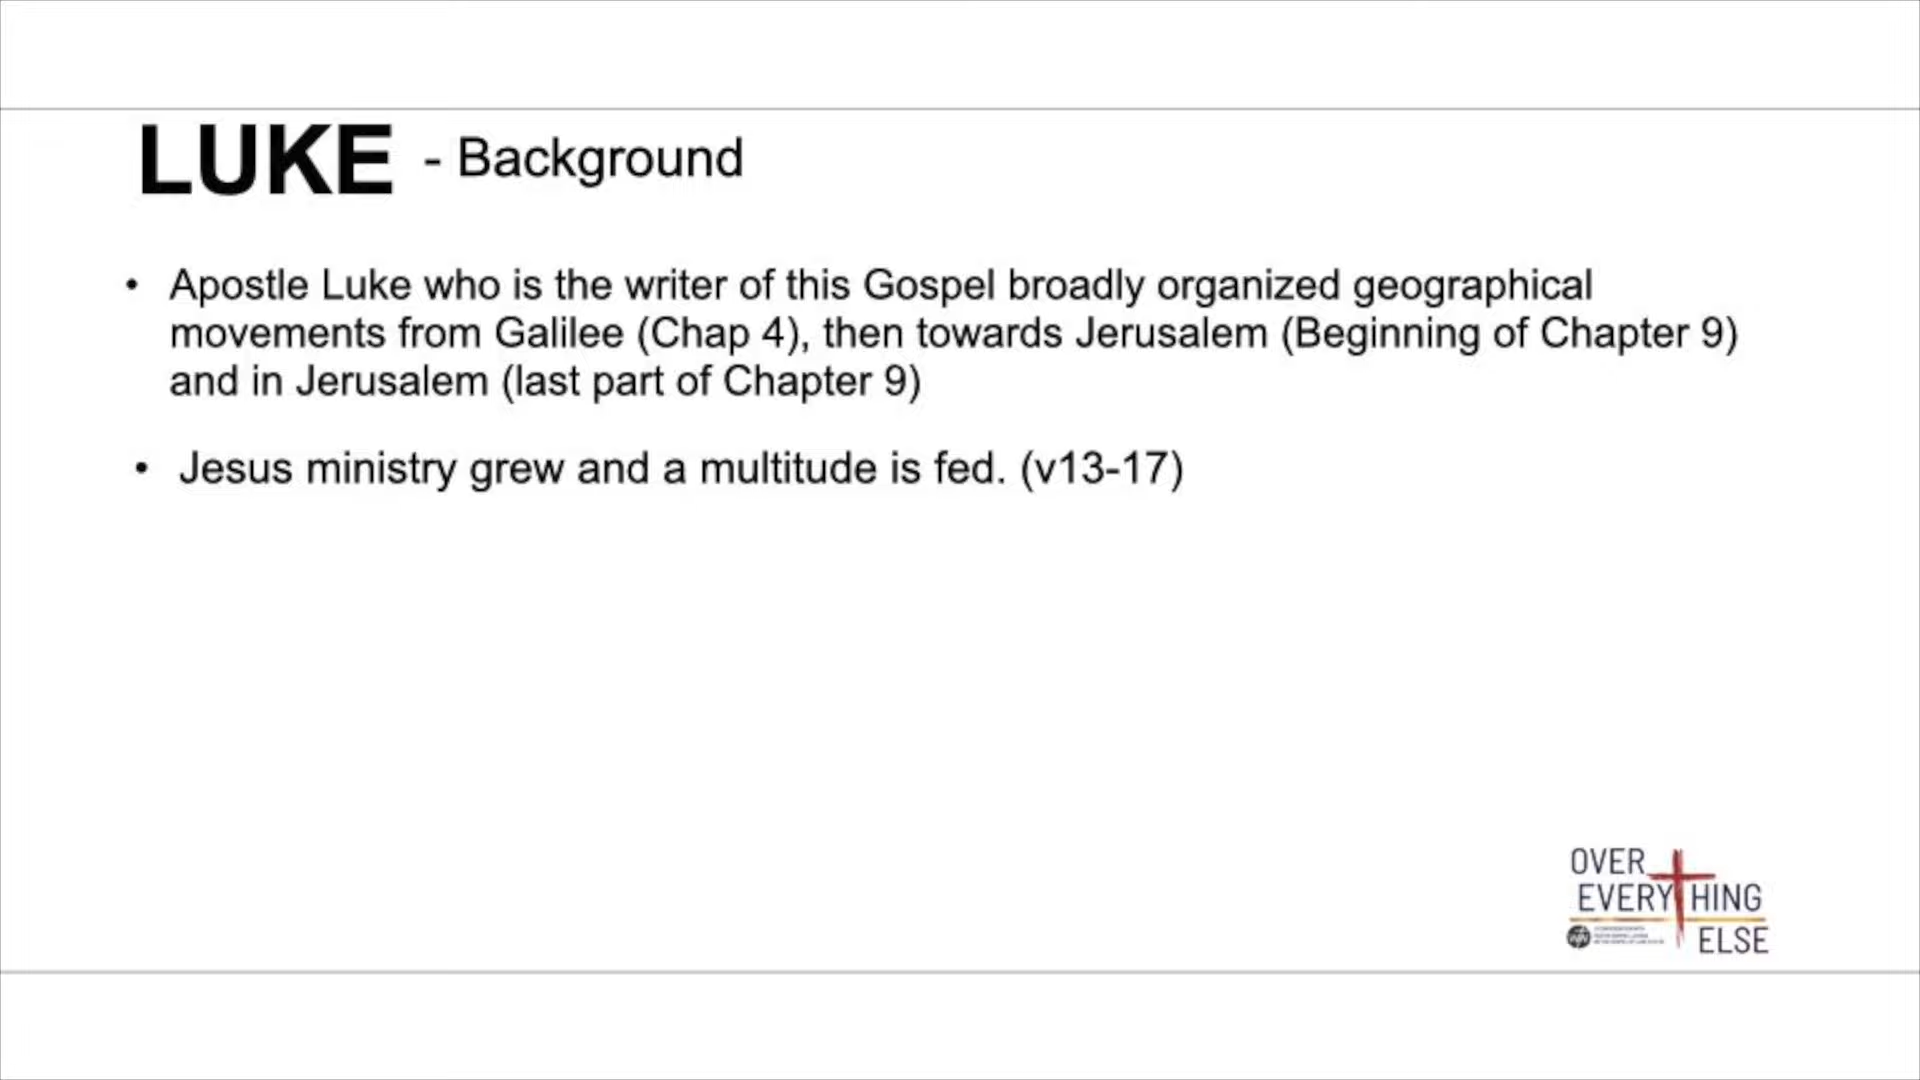 LUKE - Background
• Apostle Luke who is the writer of this Gospel broadly organized geographical
movements from Galilee (Chap 4), then towards Jerusalem (Beginning of Chapter 9)
and in Jerusalem (last part of Chapter 9)
• Jesus ministry grew and a multitude is fed. (v13-17)
OVER
EVERYTHING
ELSE